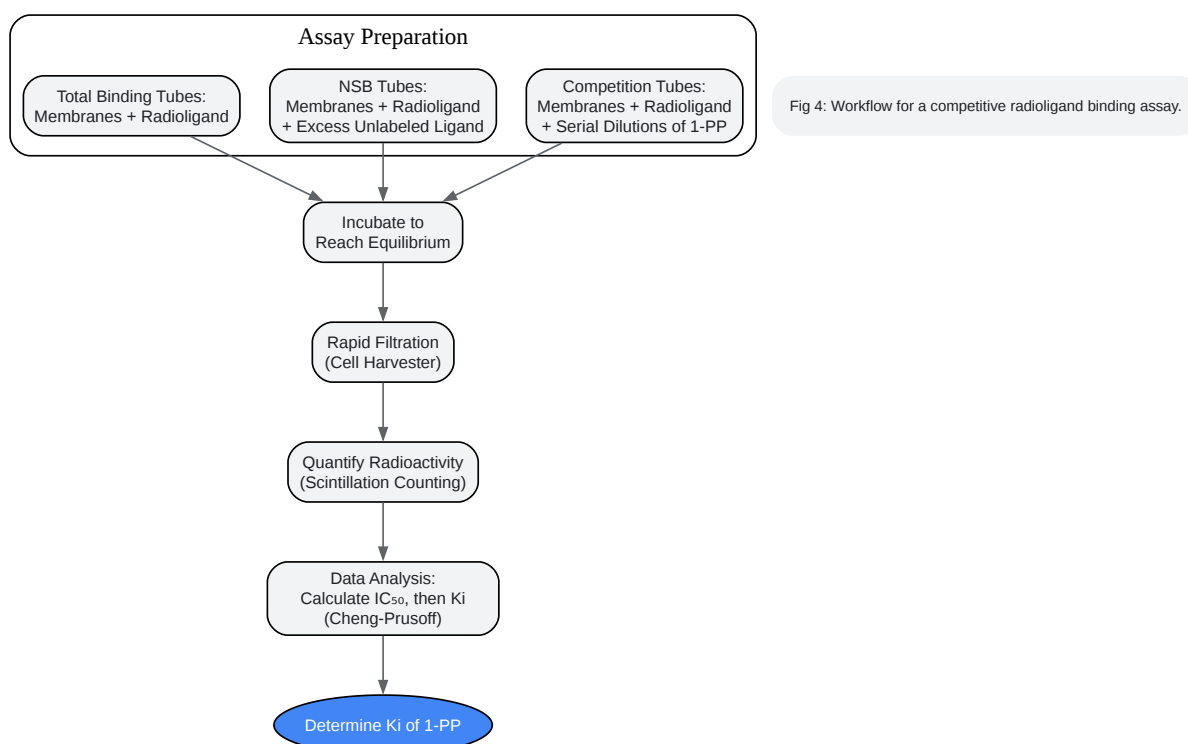 Assay Preparation
Total Binding Tubes:
Membranes + Radioligand
NSB Tubes:
Membranes + Radioligand
+ Excess Unlabeled Ligand
Competition Tubes:
Membranes + Radioligand
+ Serial Dilutions of 1-PP
Fig 4: Workflow for a competitive radioligand binding assay.
Incubate to
Reach Equilibrium
Rapid Filtration
(Cell Harvester)
Quantify Radioactivity
(Scintillation Counting)
Data Analysis:
Calculate IC₅₀, then Ki
(Cheng-Prusoff)
Determine Ki of 1-PP